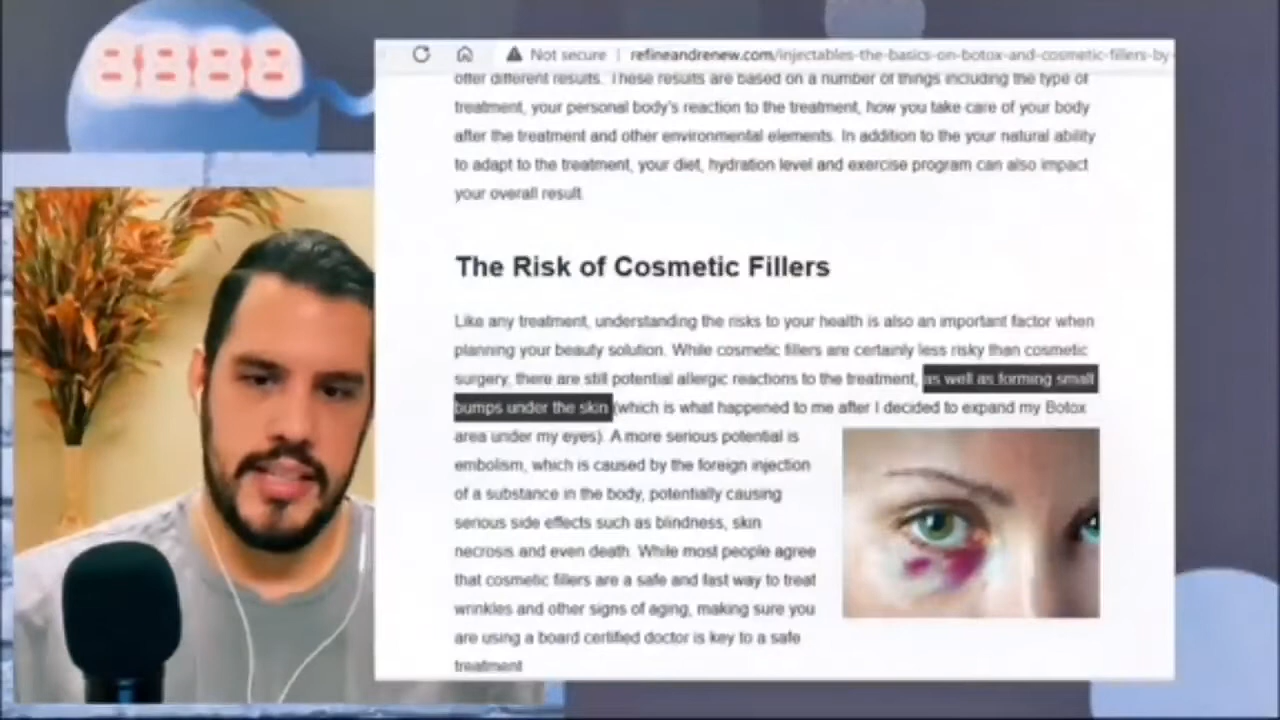 8888
Not secure | refineandrenew.com/injectables-the-basics-on-botox-and-cosmetic-fillers-by-
offer different results. These results are based on a number of things including the type of
treatment, your personal body's reaction to the treatment, how you take care of your body
after the treatment and other environmental elements. In addition to the your natural ability
to adapt to the treatment, your diet, hydration level and exercise program can also impact
your overall result.
The Risk of Cosmetic Fillers
Like any treatment, understanding the risks to your health is also an important factor when
planning your beauty solution. While cosmetic fillers are certainly less risky than cosmetic
surgery, there are still potential allergic reactions to the treatment, as well as forming small
bumps under the skin (which is what happened to me after I decided to expand my Botox
area under my eyes). A more serious potential is
embolism, which is caused by the foreign injection
of a substance in the body, potentially causing
serious side effects such as blindness, skin
necrosis and even death. While most people agree
that cosmetic fillers are a safe and fast way to treat
wrinkles and other signs of aging, making sure you
are using a board certified doctor is key to a safe
treatment